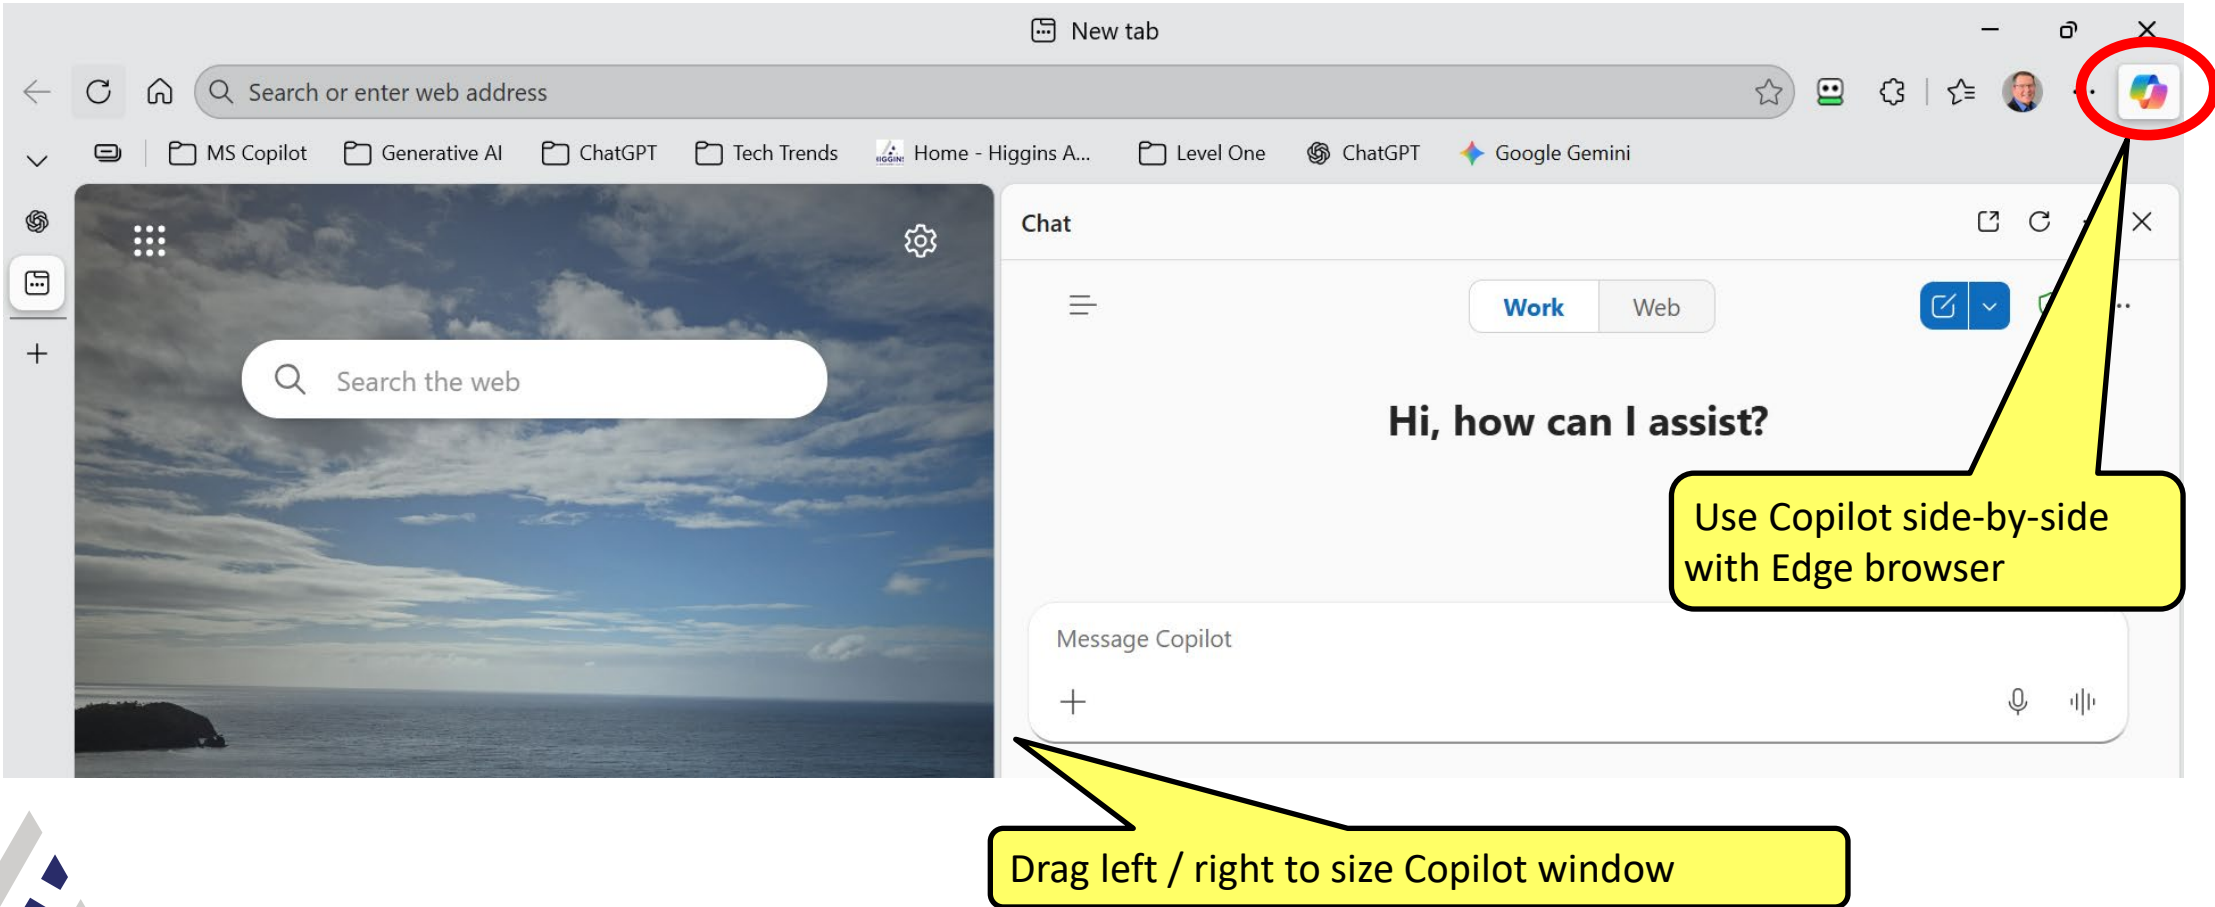 New tab
Search or enter web address
MS Copilot
Generative AI
ChatGPT
Tech Trends
Home - Higgins A...
Level One
ChatGPT
Google Gemini
Chat
Work
Web
Search the web
Hi, how can I assist?
Use Copilot side-by-side
with Edge browser
Message Copilot
Drag left / right to size Copilot window